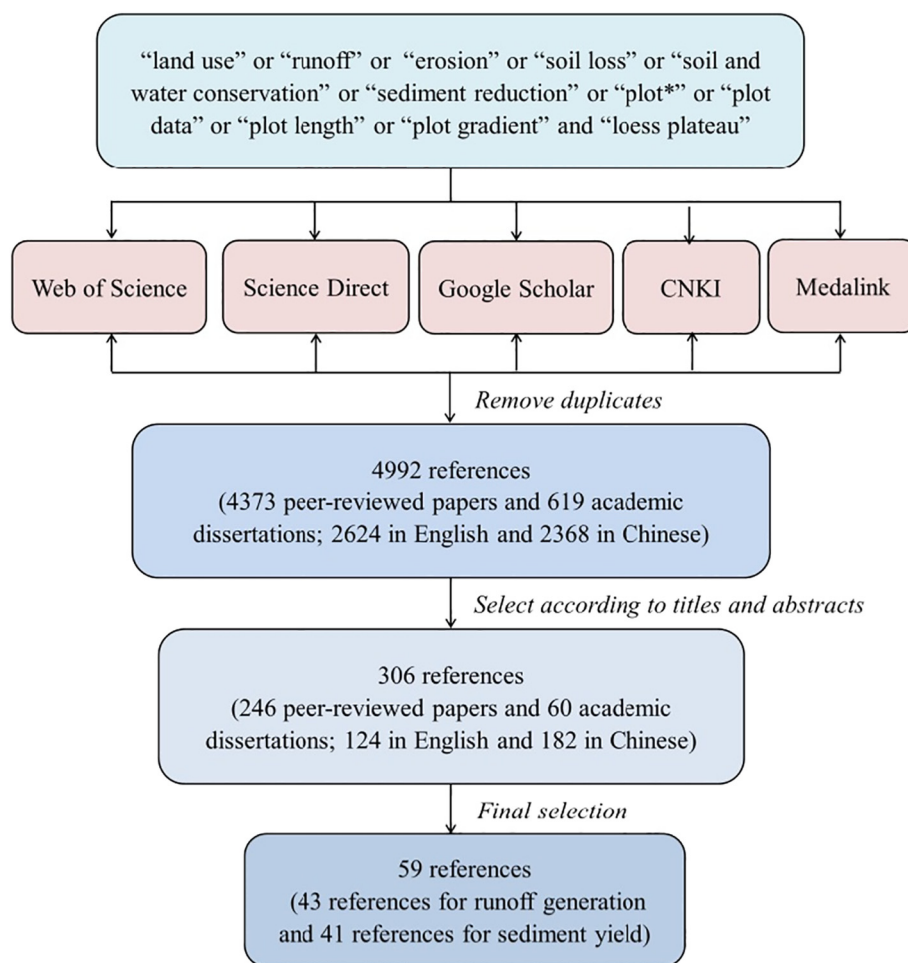 “land use” or “runoff” or “erosion” or “soil loss” or “soil and
water conservation” or “sediment reduction” or “plot*” or “plot
data” or “plot length” or “plot gradient” and “loess plateau”
Web of Science
Science Direct
Google Scholar
CNKI
Medalink
Remove duplicates
4992 references
(4373 peer-reviewed papers and 619 academic
dissertations; 2624 in English and 2368 in Chinese)
Select according to titles and abstracts
306 references
(246 peer-reviewed papers and 60 academic
dissertations; 124 in English and 182 in Chinese)
Final selection
59 references
(43 references for runoff generation
and 41 references for sediment yield)